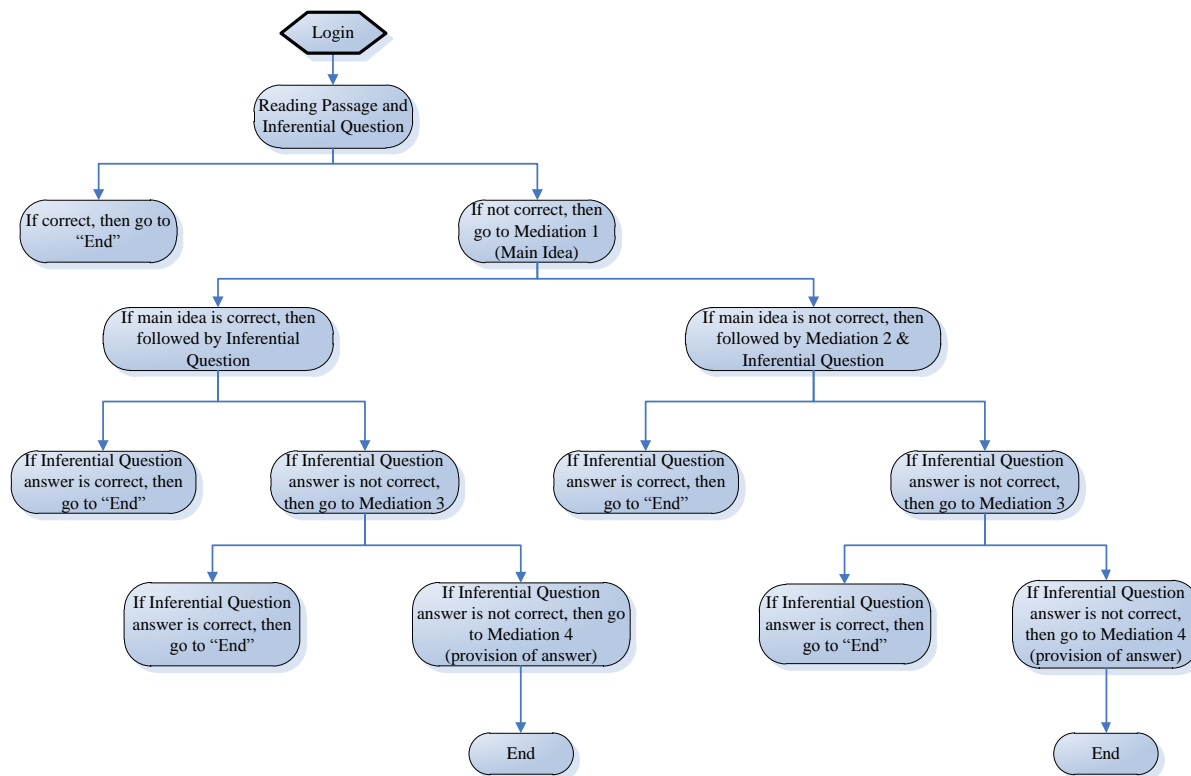 Login
Reading Passage and
Inferential Question
If correct, then go to
“End”
If not correct, then
go to Mediation 1
(Main Idea)
If main idea is correct, then
followed by Inferential
Question
If main idea is not correct, then
followed by Mediation 2 &
Inferential Question
If Inferential Question
answer is correct, then
go to “End”
If Inferential Question
answer is not correct,
then go to Mediation 3
If Inferential Question
answer is correct, then
go to “End”
If Inferential Question
answer is not correct,
then go to Mediation 3
If Inferential Question
answer is correct, then
go to “End”
If Inferential Question
answer is not correct, then go
to Mediation 4
(provision of answer)
If Inferential Question
answer is correct, then
go to “End”
If Inferential Question
answer is not correct,
then go to Mediation 4
(provision of answer)
End
End